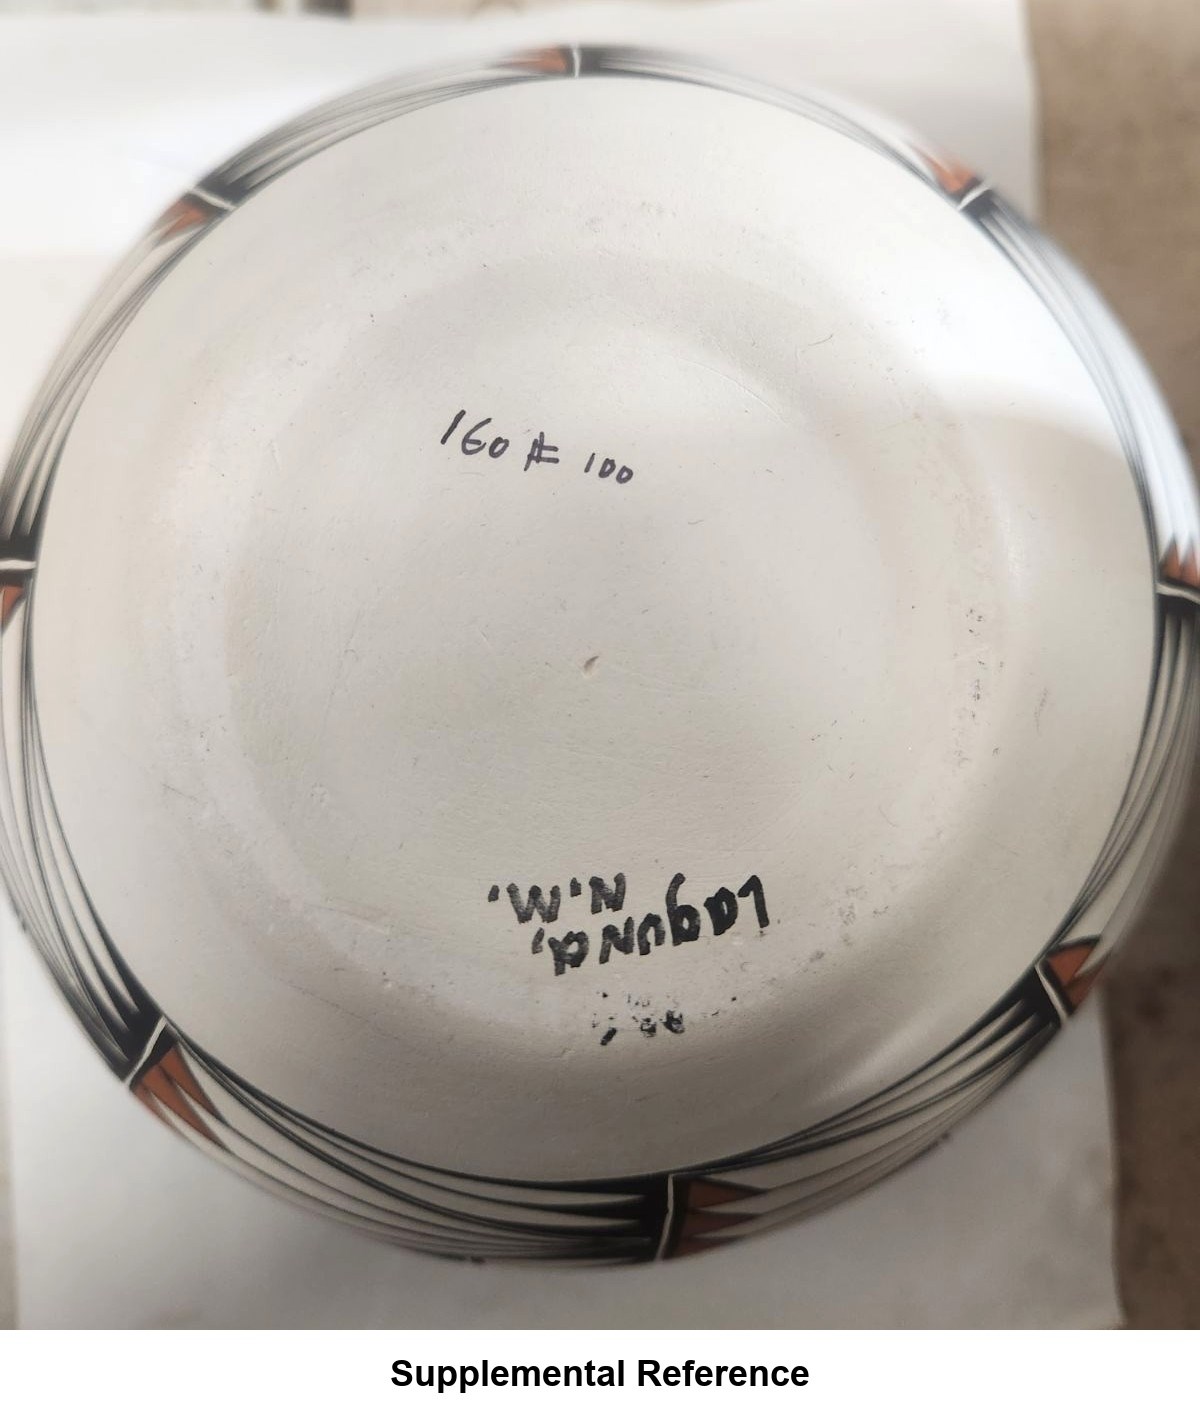 160 # 100
LaguNa,
N.M.
Supplemental Reference